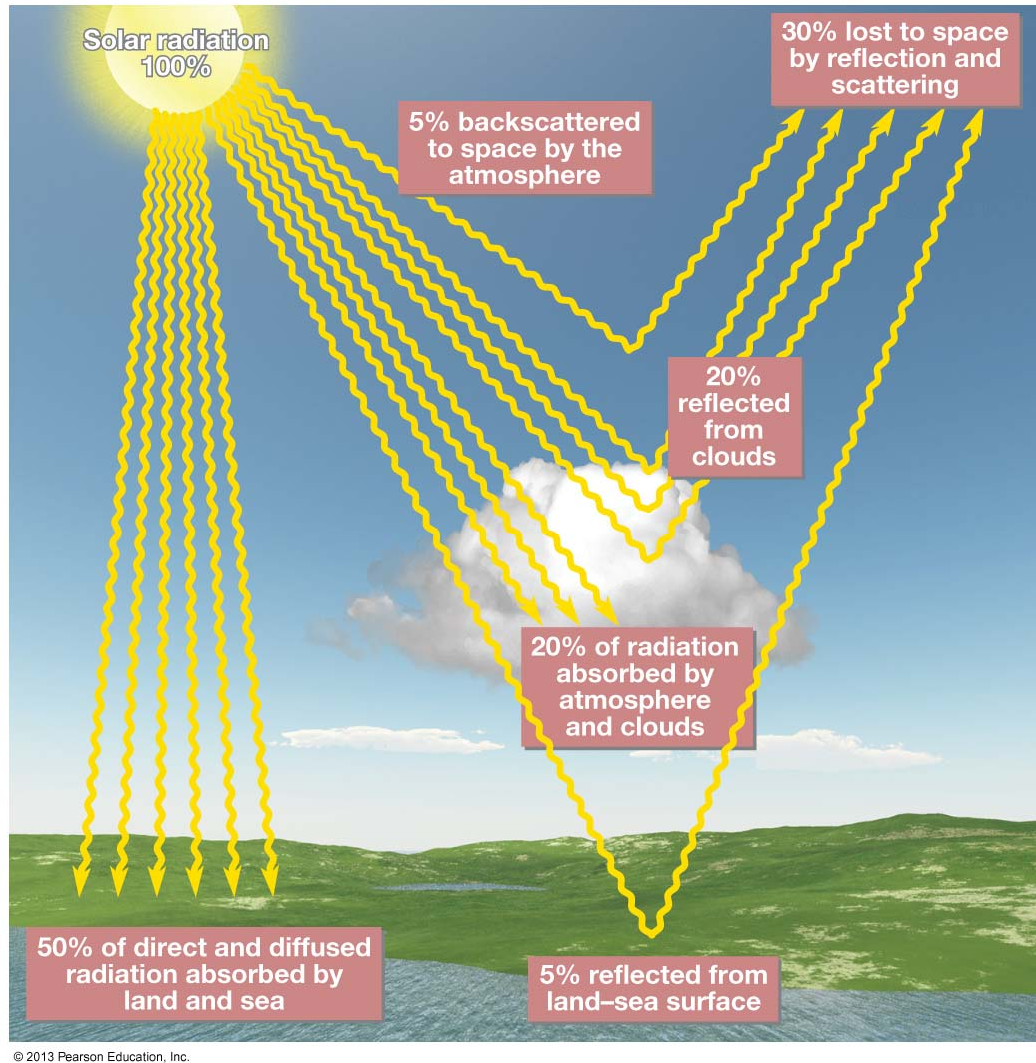 Solar radiation
100%
30% lost to space
by reflection and
scattering
5% backscattered
to space by the
atmosphere
20%
reflected
from
clouds
20% of radiation
absorbed by
atmosphere
and clouds
50% of direct and diffused
radiation absorbed by
land and sea
5% reflected from
land–sea surface
© 2013 Pearson Education, Inc.